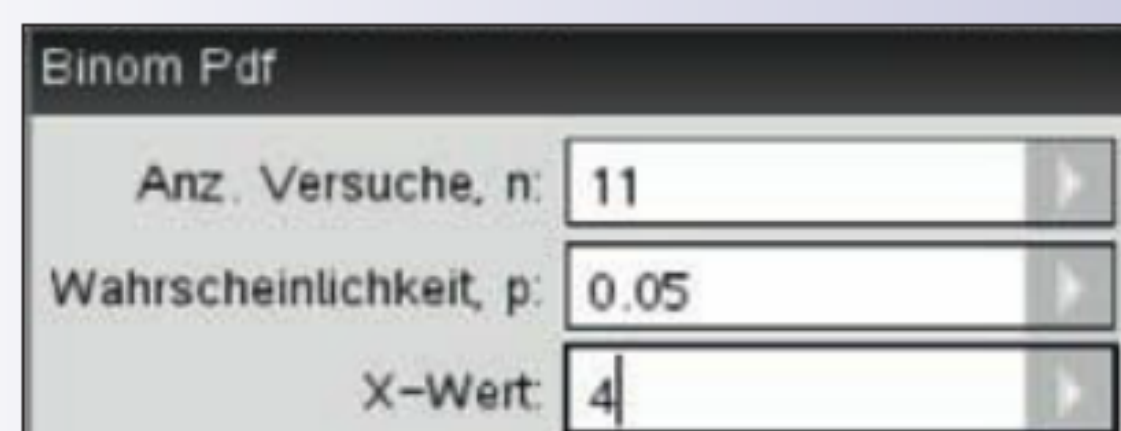 Binom Pdf
Anz. Versuche, n: 11
Wahrscheinlichkeit, p: 0.05
X-Wert: 4